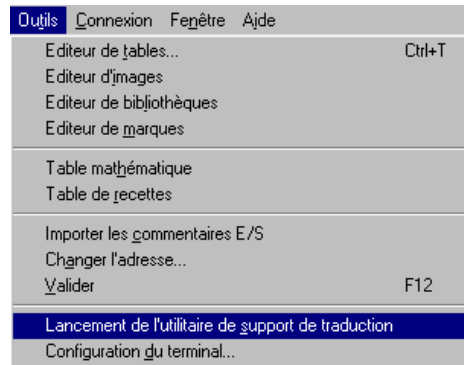 Outils Connexion Fenêtre Ajde
Editeur de tables... Ctrl+T
Editeur d'images
Editeur de bibliothèques
Editeur de marques
Table mathématique
Table de recettes
Importer les commentaires E/S
Changer l'adresse...
Valider F12
Lancement de l'utilitaire de support de traduction
Configuration du terminal...